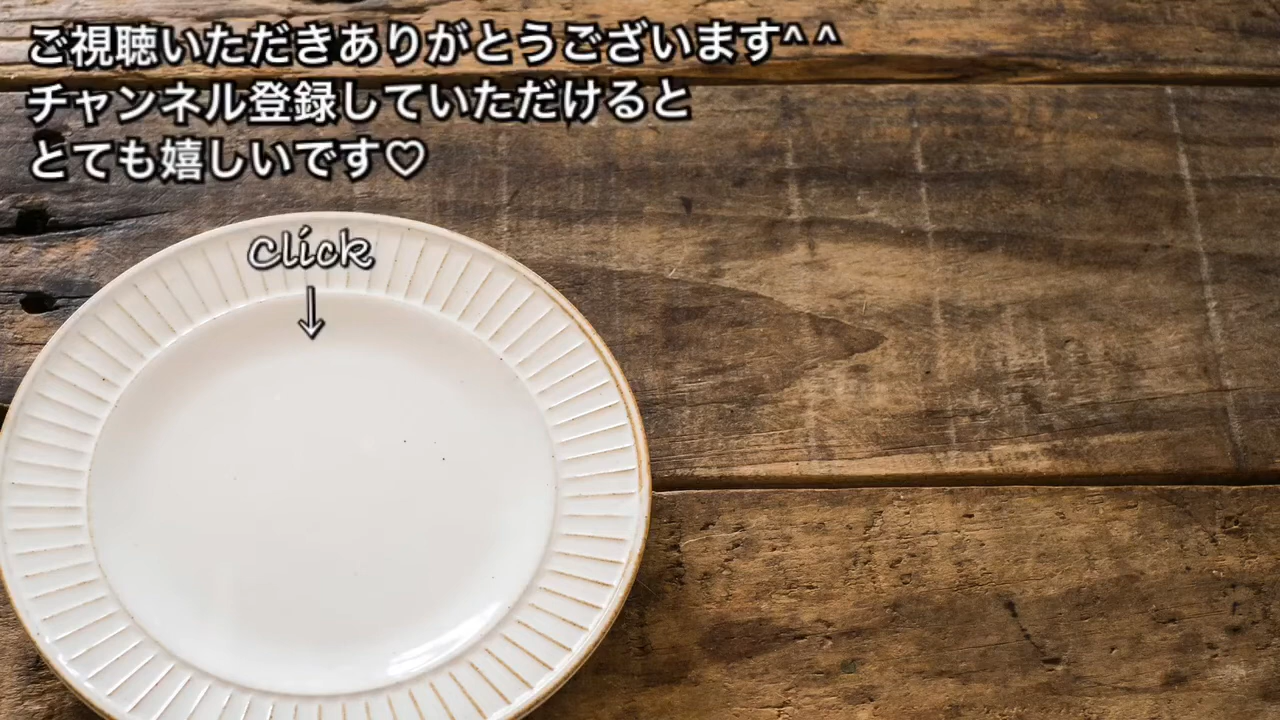 ご視聴いただきありがとうございます^ ^
チャンネル登録していただけると
とても嬉しいです♡
click
↓